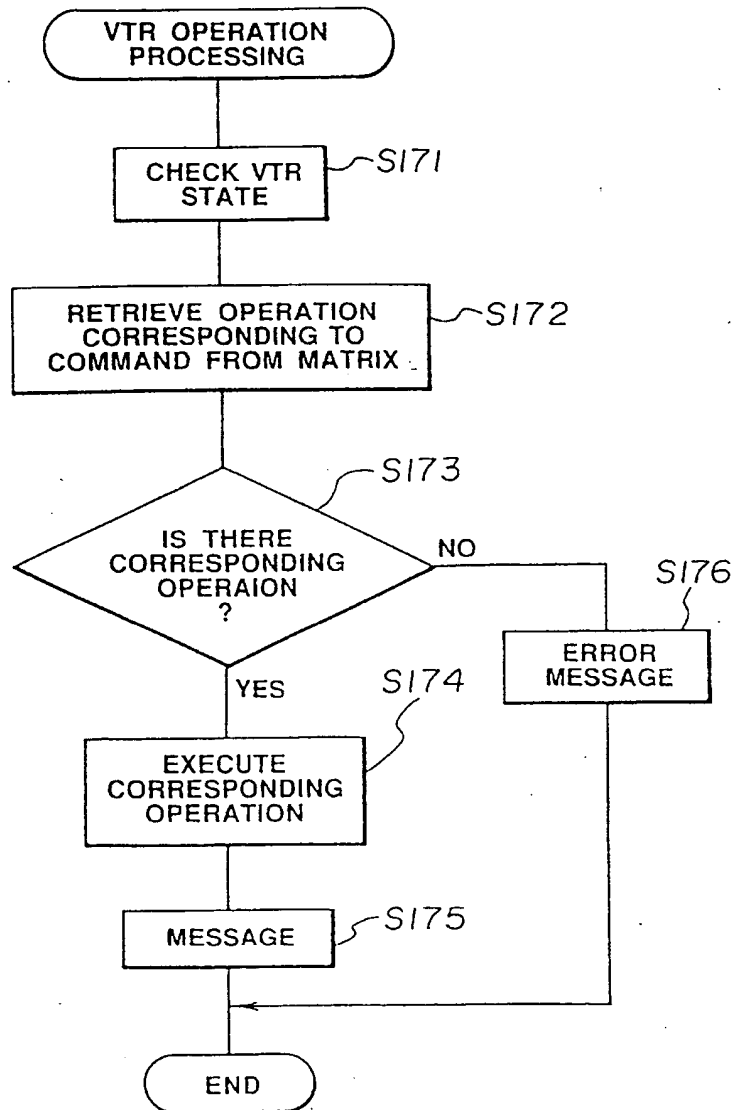 VTR OPERATION
PROCESSING
CHECK VTR
STATE
S171
RETRIEVE OPERATION
CORRESPONDING TO
COMMAND FROM MATRIX
S172
S173
IS THERE
CORRESPONDING
OPERAION
?
NO
S176
ERROR
MESSAGE
YES
S174
EXECUTE
CORRESPONDING
OPERATION
MESSAGE
S175
END